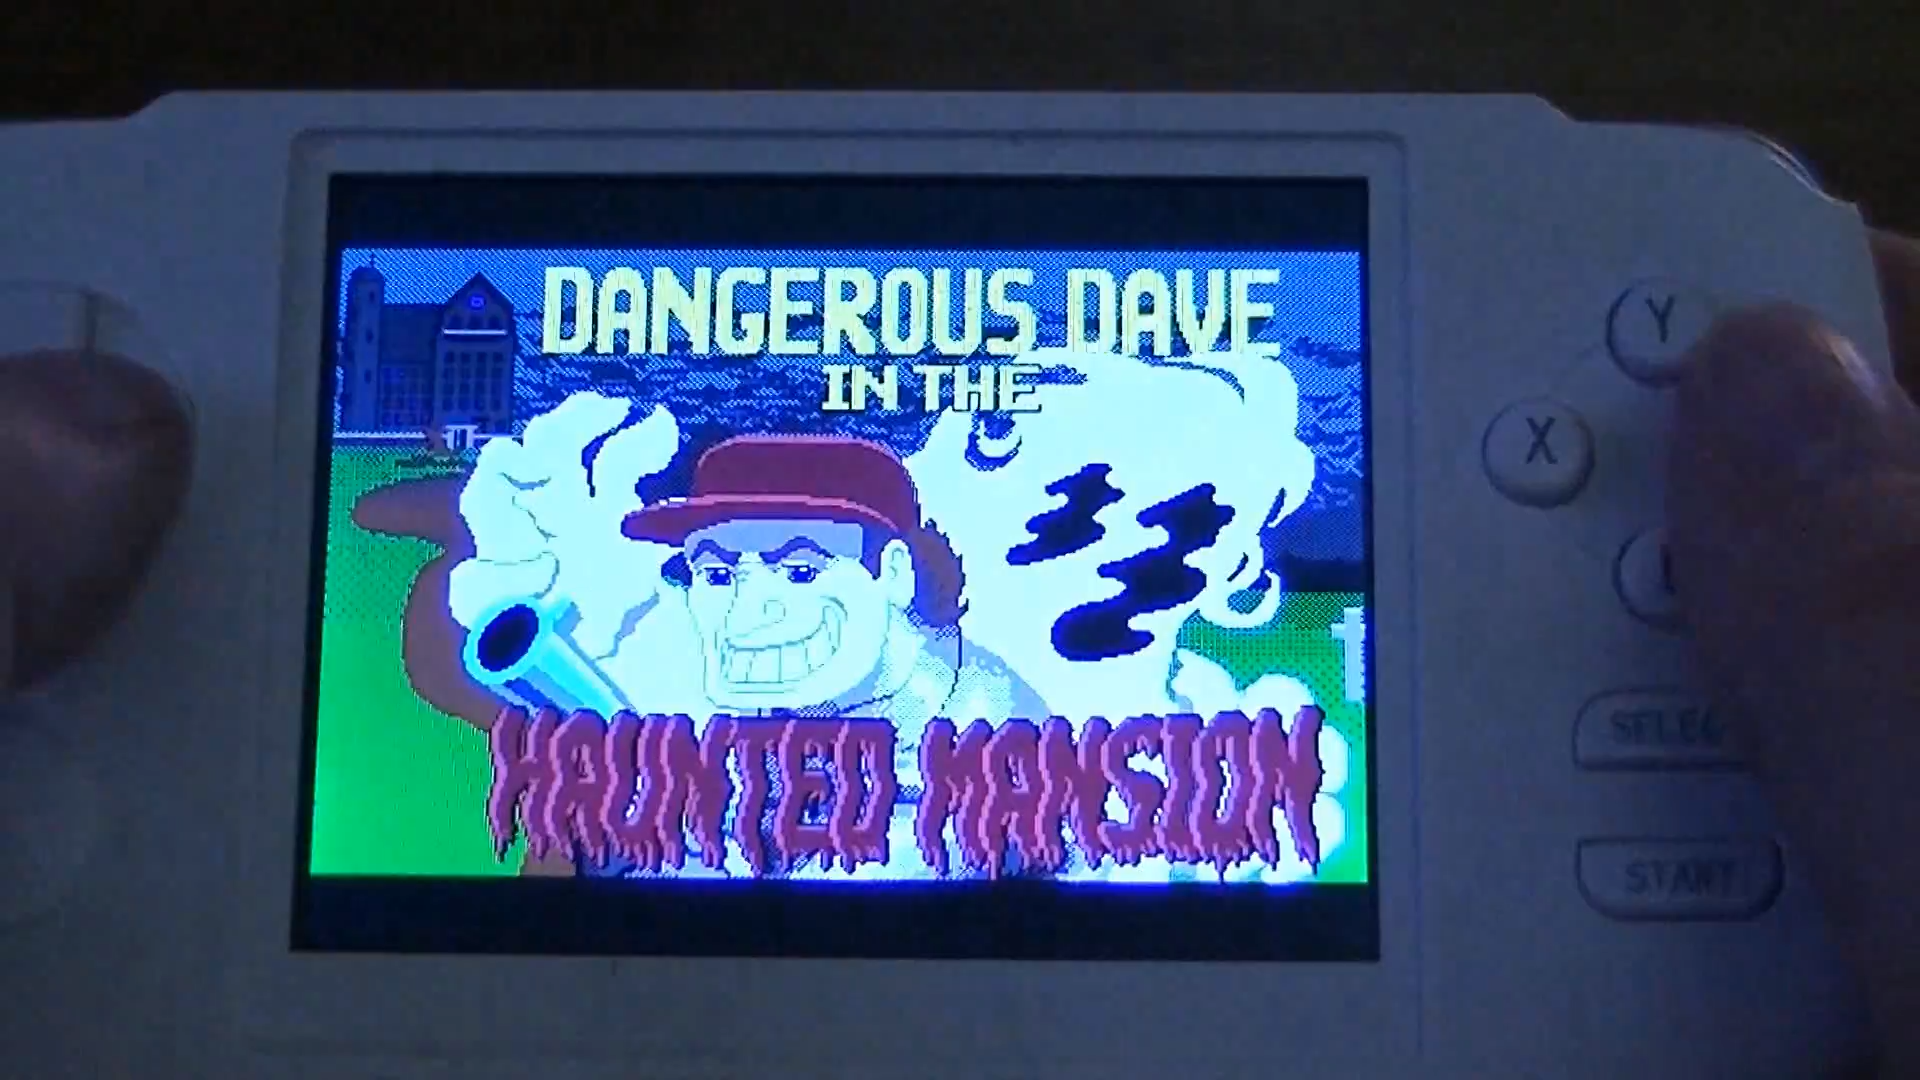 DANGEROUS DAVE
IN THE
HAUNTED MANSION
Y
X
START